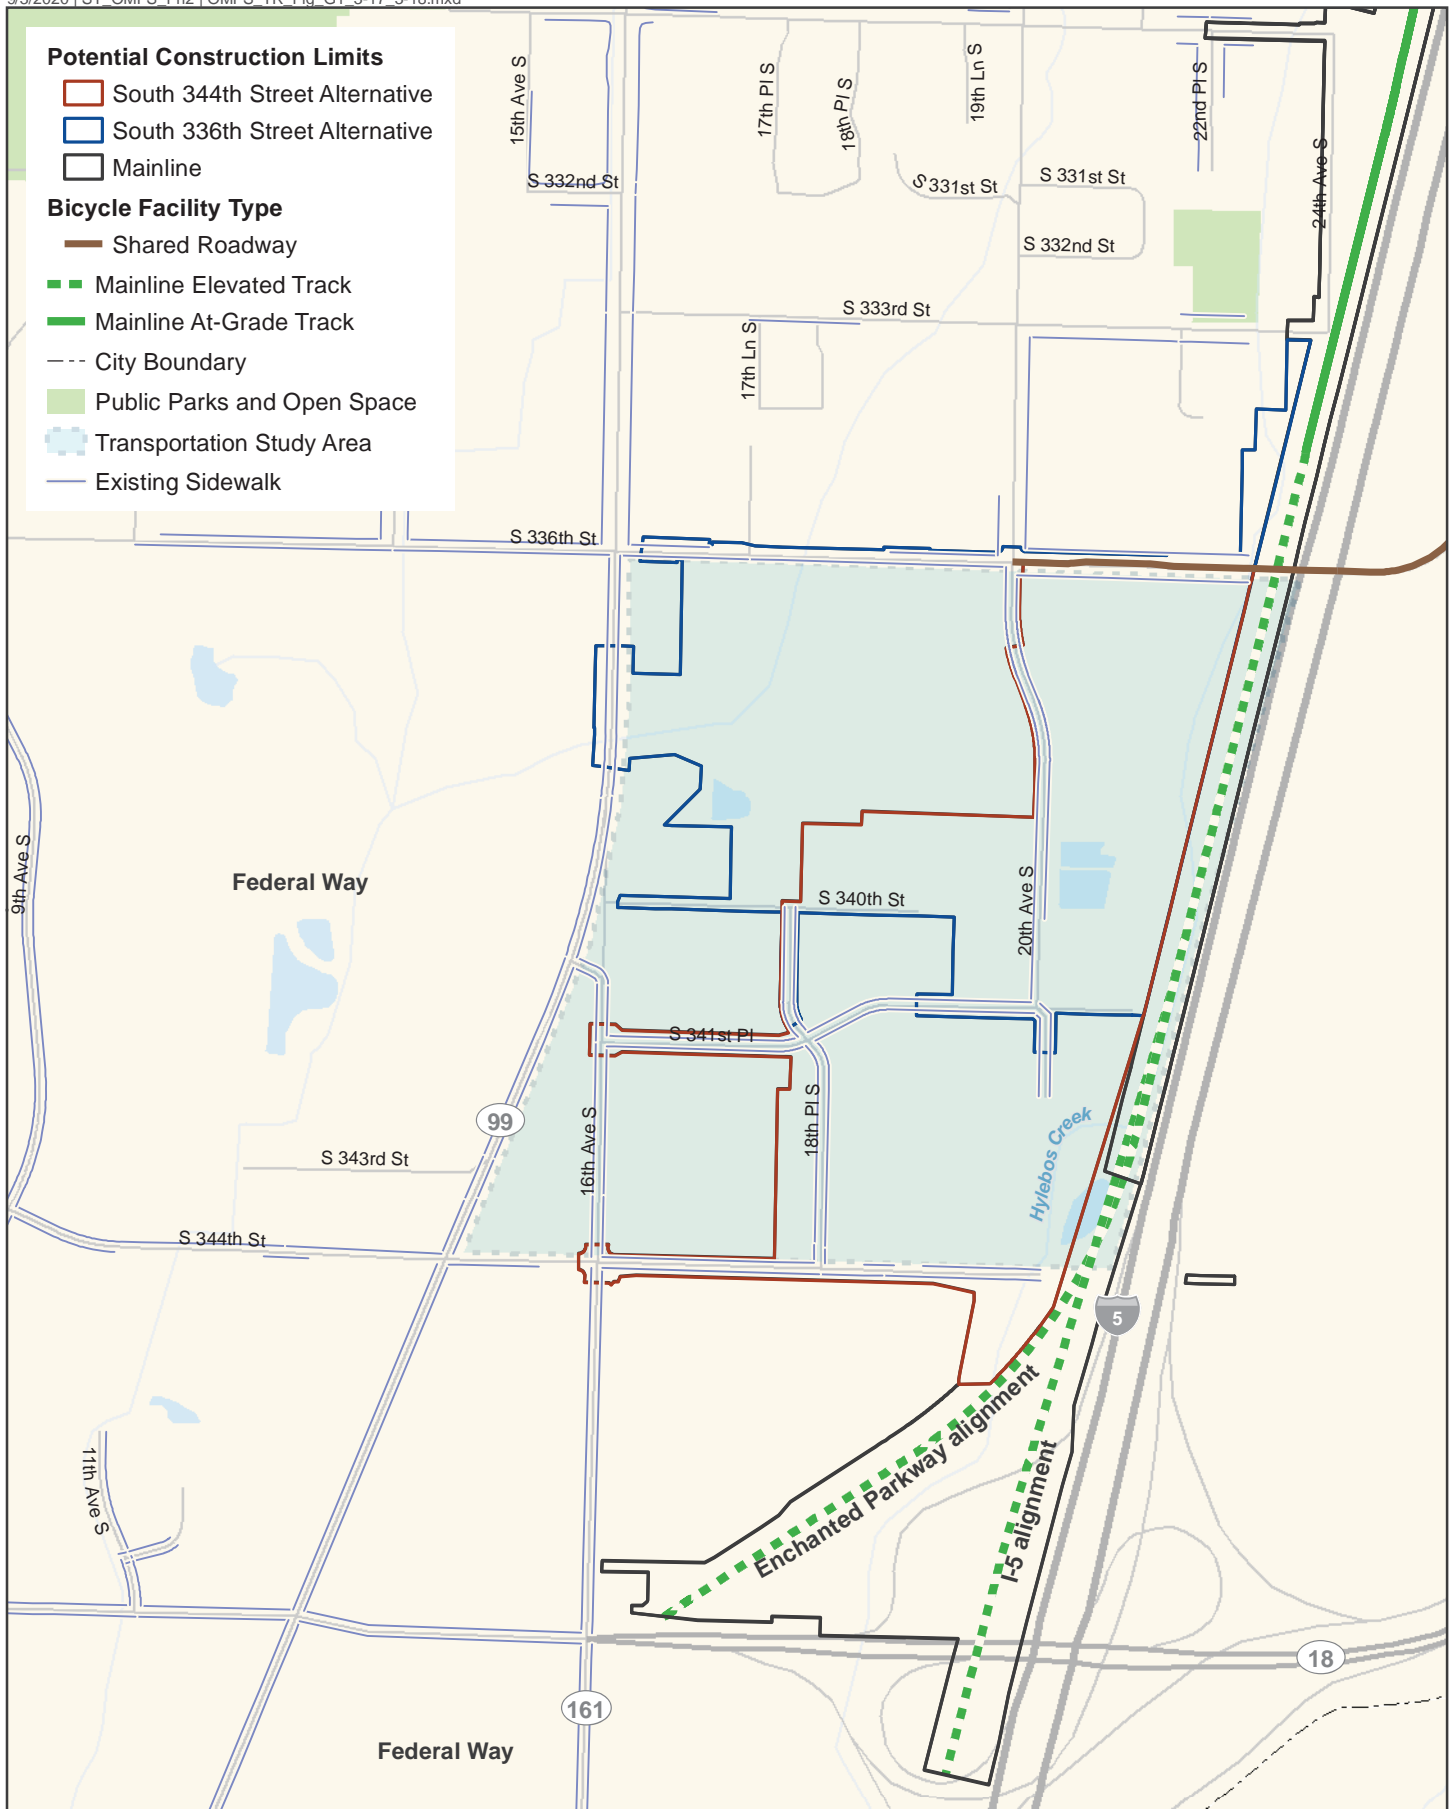 Potential Construction Limits
South 344th Street Alternative
South 336th Street Alternative
Mainline
Bicycle Facility Type
Shared Roadway
Mainline Elevated Track
Mainline At-Grade Track
City Boundary
Public Parks and Open Space
Transportation Study Area
Existing Sidewalk
15th Ave S
17th Pl S
18th Pl S
19th Ln S
22nd Pl S
24th Ave S
S 332nd St
S 331st St
S 331st St
S 332nd St
S 333rd St
17th Ln S
S 336th St
9th Ave S
Federal Way
S 340th St
20th Ave S
S 341st Pl
99
16th Ave S
18th Pl S
Hylebos Creek
S 343rd St
S 344th St
5
Enchanted Parkway alignment
I-5 alignment
11th Ave S
18
161
Federal Way